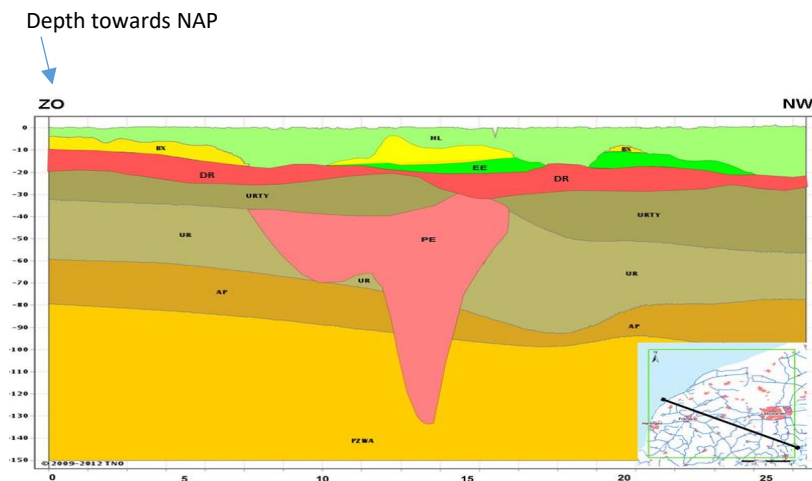 Depth towards NAP
ZO
NW
0
-10
-20
-30
-40
-50
-60
-70
-80
-90
-100
-110
-120
-130
-140
-150
HL
BX
BX
EE
DR
DR
URTY
URTY
PE
UR
UR
UR
AP
AP
PZWA
© 2009-2012 TNO
0
5
10
15
20
25